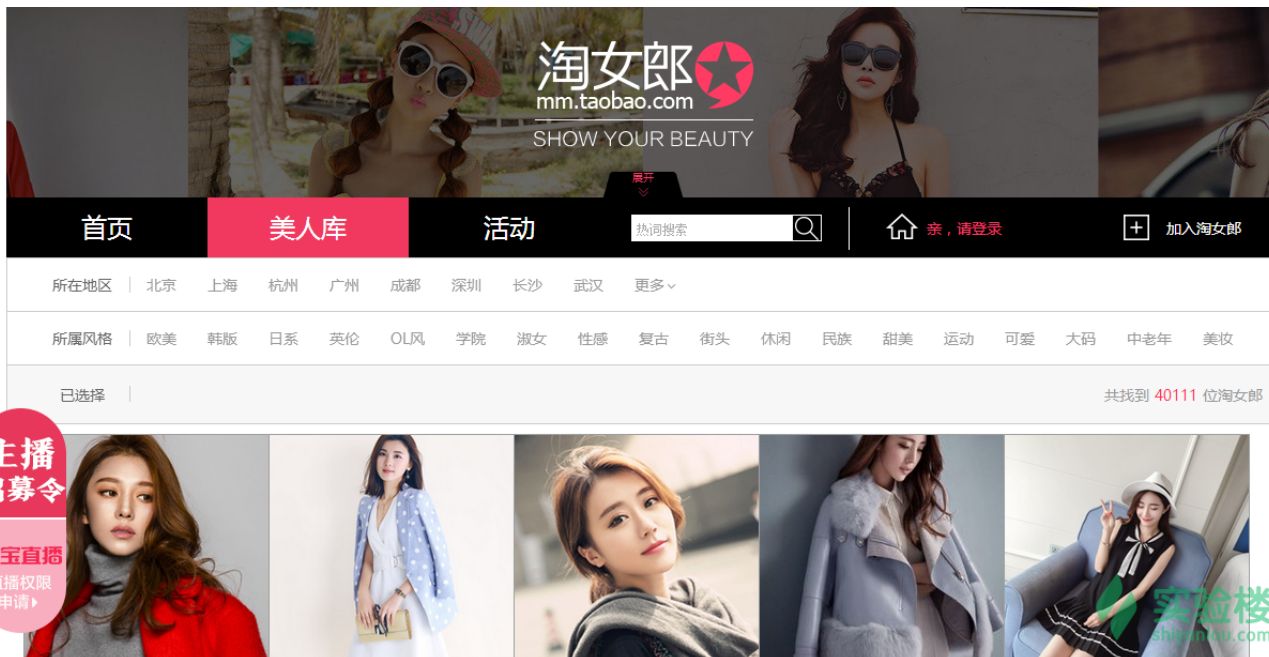 淘女郎
mm.taobao.com
SHOW YOUR BEAUTY
展开
首页 美人库 活动 热词搜索 亲，请登录 加入淘女郎
所在地区 北京 上海 杭州 广州 成都 深圳 长沙 武汉 更多
所属风格 欧美 韩版 日系 英伦 OL风 学院 淑女 性感 复古 街头 休闲 民族 甜美 运动 可爱 大码 中老年 美妆
已选择 共找到 40111 位淘女郎
主播
募令
宝直播
播权限
申请
实验楼
shiyanlou.com